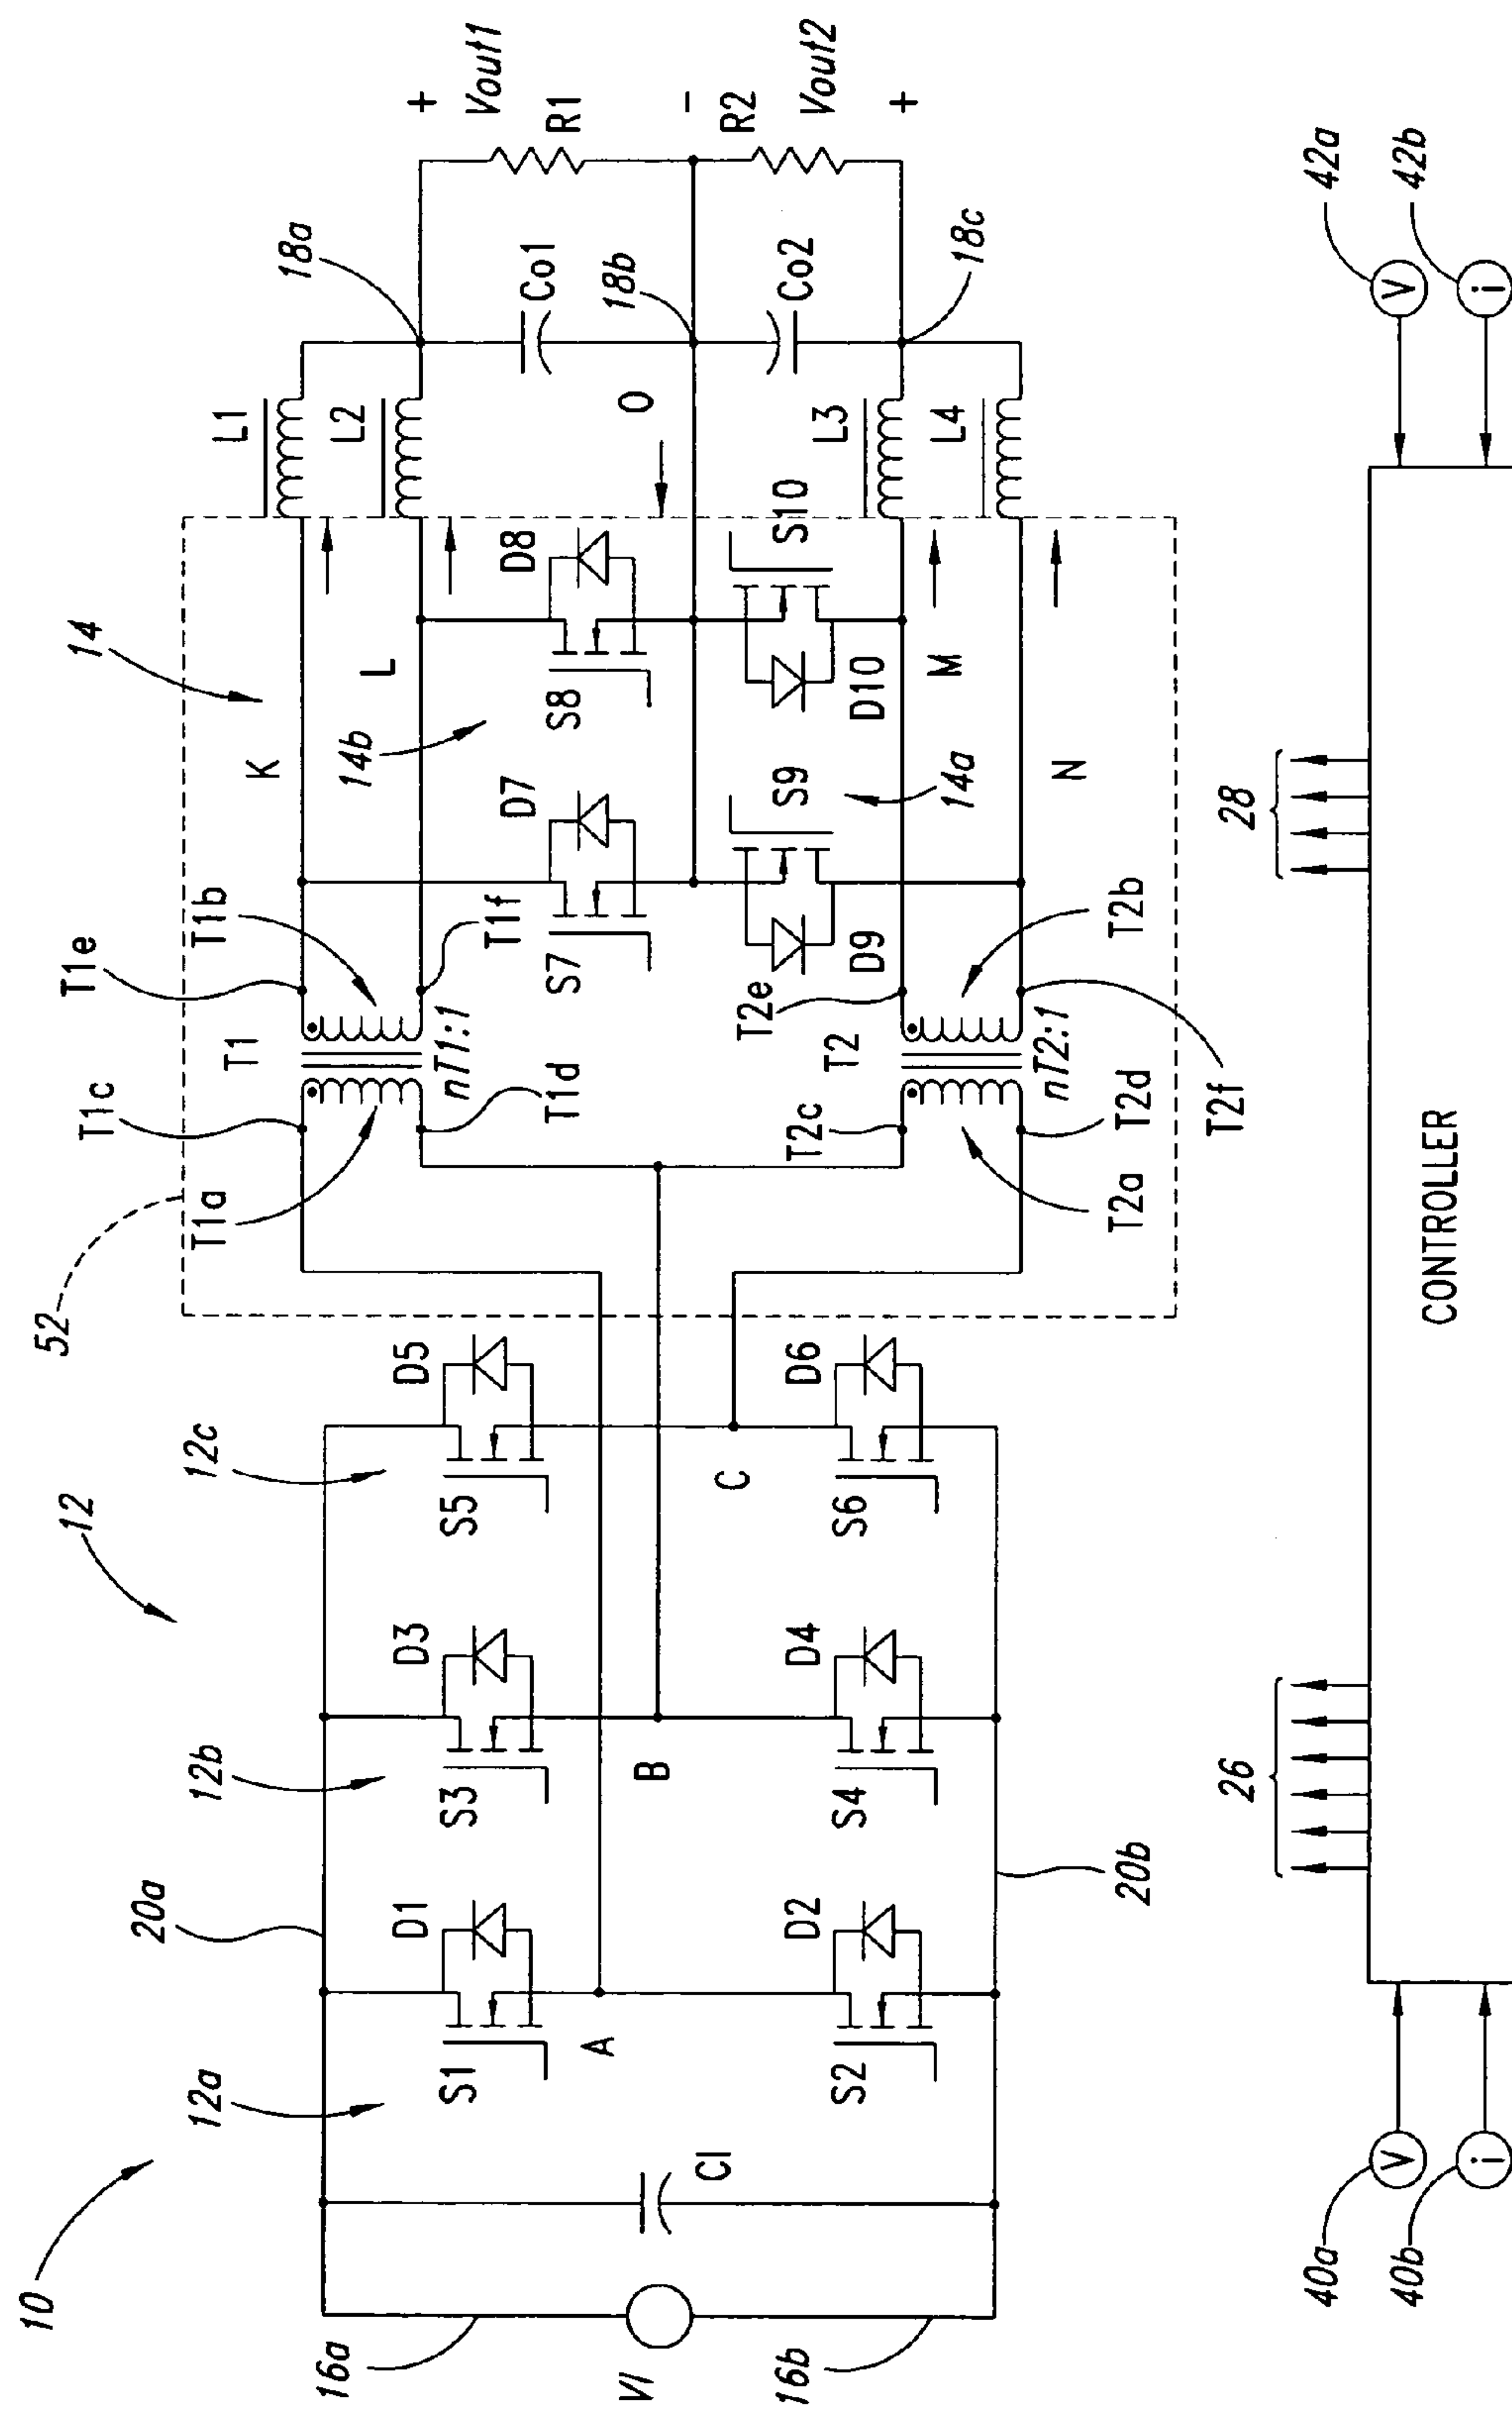 10
12
14
52
16a
VI
16b
CI
20a
20b
12a
12b
12c
S1
D1
S2
D2
A
S3
D3
S4
D4
B
S5
D5
S6
D6
C
T1c
T1a
T1d
T1
nT1:1
T1e
T1b
T1f
T2c
T2a
T2d
T2
nT2:1
T2e
T2b
T2f
K
L
M
N
O
14b
14a
S7
D7
S8
D8
S9
D9
S10
D10
L1
L2
L3
L4
18a
18b
18c
Co1
Co2
R1
R2
+
Vout1
-
Vout2
+
26
28
40a
V
40b
i
42a
V
42b
i
CONTROLLER